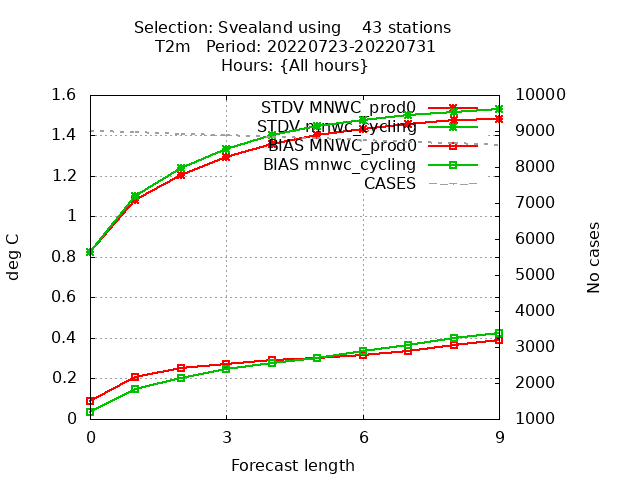 Selection: Svealand using    43 stations
T2m   Period: 20220723-20220731
Hours: {All hours}
1.6
1.4
1.2
1
0.8
0.6
0.4
0.2
0
deg C
STDV MNWC_prod0
STDV mnwc_cycling
BIAS MNWC_prod0
BIAS mnwc_cycling
CASES
10000
9000
8000
7000
6000
5000
4000
3000
2000
1000
No cases
0 3 6 9
Forecast length